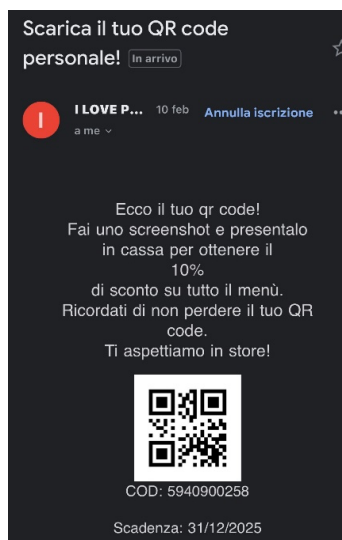 Scarica il tuo QR code
personale! In arrivo
I
I LOVE P... 10 feb Annulla iscrizione
a me
Ecco il tuo qr code!
Fai uno screenshot e presentalo
in cassa per ottenere il
10%
di sconto su tutto il menù.
Ricordati di non perdere il tuo QR
code.
Ti aspettiamo in store!
COD: 5940900258
Scadenza: 31/12/2025